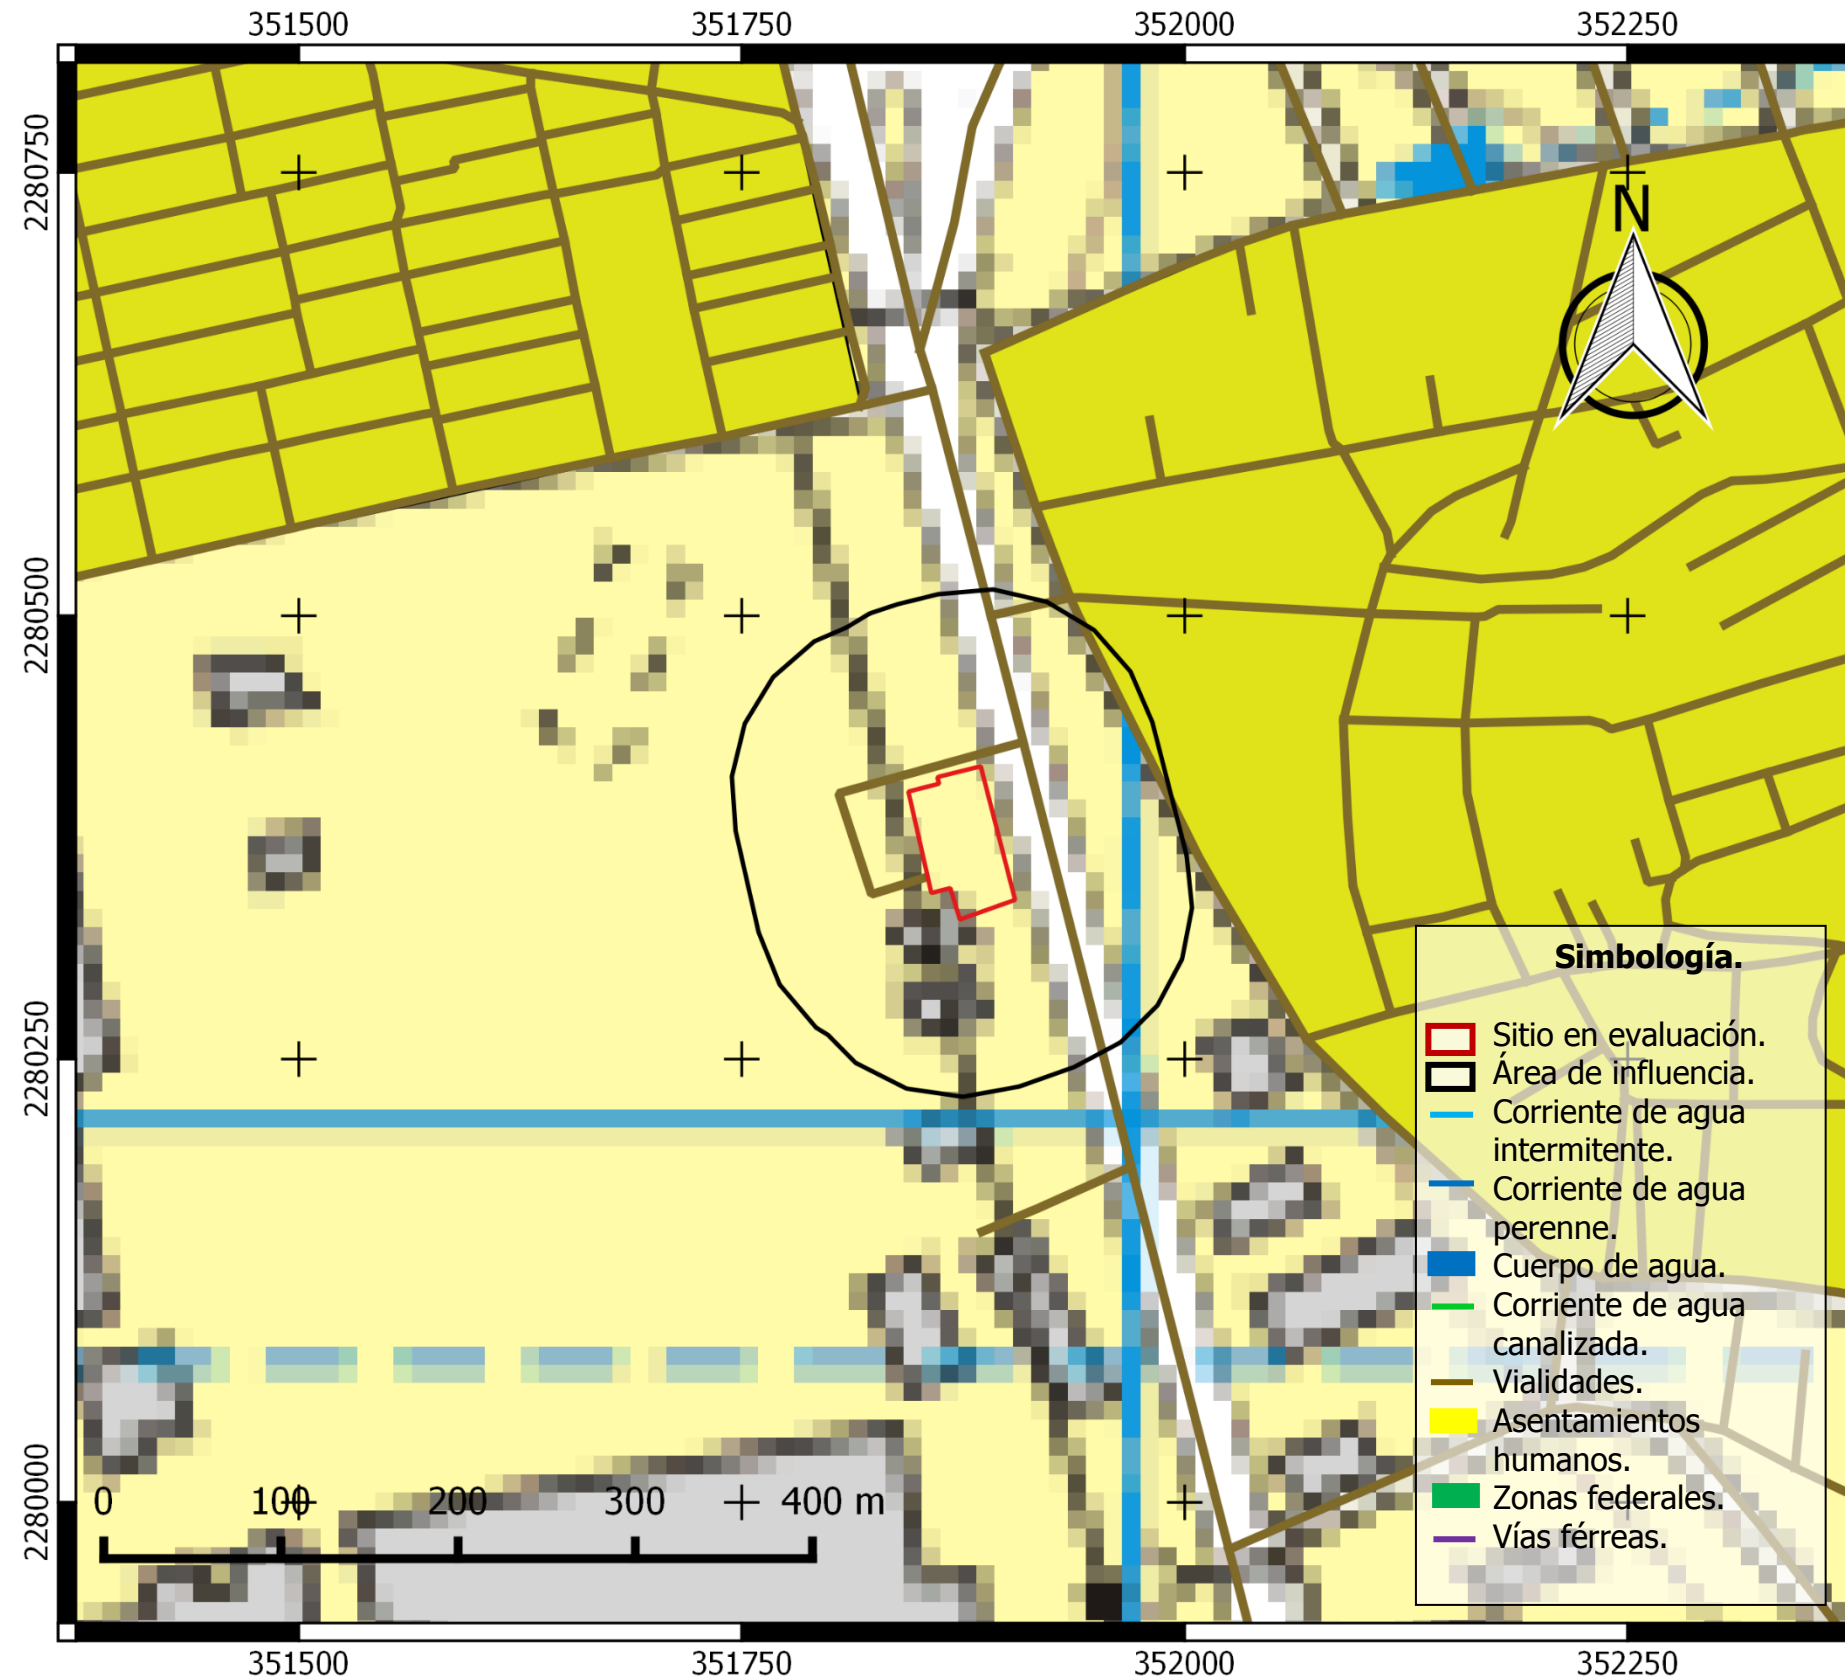 351500 351750 352000 352250
2280750
2280500
2280250
2280000
N
Simbología.
Sitio en evaluación.
Área de influencia.
Corriente de agua
intermitente.
Corriente de agua
perenne.
Cuerpo de agua.
Corriente de agua
canalizada.
Vialidades.
Asentamientos
humanos.
Zonas federales.
Vías férreas.
0 100 200 300 400 m
351500 351750 352000 352250